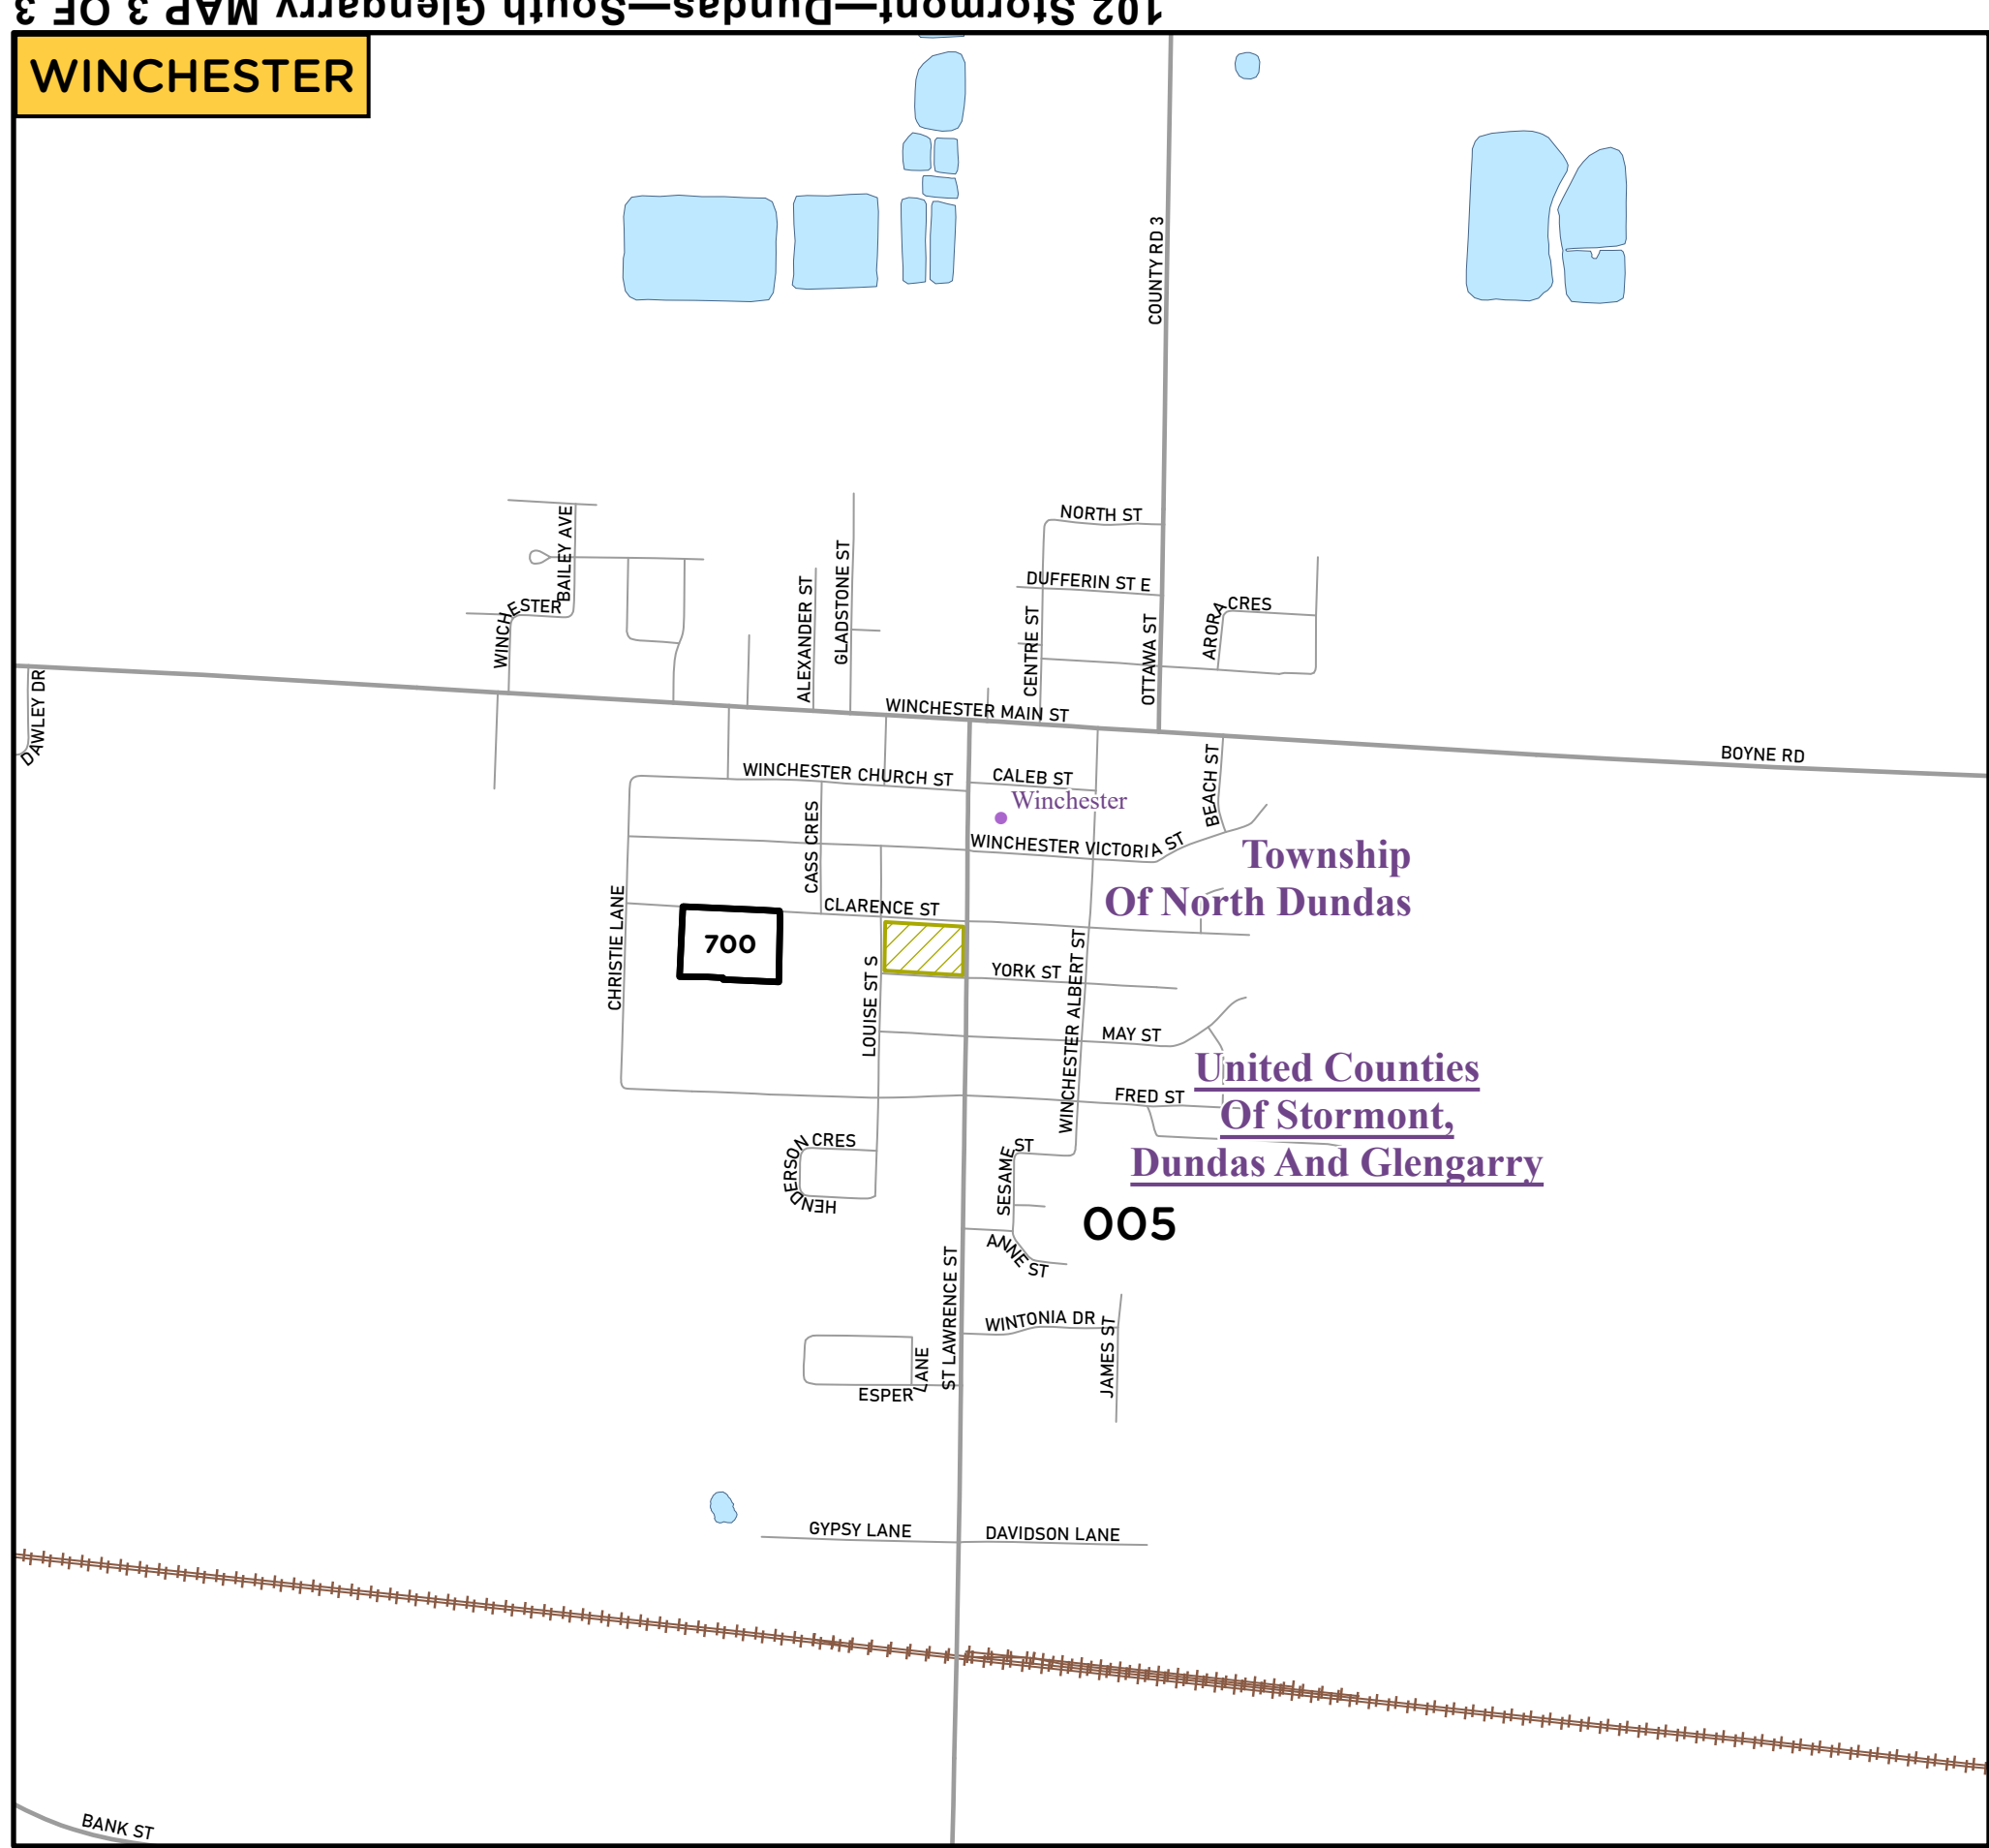 102 Stormont—Dundas—South Glengarry MAP 3 OF 3
WINCHESTER
COUNTY RD 3
NORTH ST
BAILEY AVE
GLADSTONE ST
DUFFERIN ST E
ALEXANDER ST
WINCHESTER
CENTRE ST
OTTAWA ST
ARORA CRES
DAWLEY DR
WINCHESTER MAIN ST
BOYNE RD
WINCHESTER CHURCH ST
CALEB ST
BEACH ST
Winchester
CASS CRES
WINCHESTER VICTORIA ST
Township
Of North Dundas
CHRISTIE LANE
CLARENCE ST
700
LOUISE ST S
YORK ST
WINCHESTER ALBERT ST
MAY ST
United Counties
Of Stormont,
Dundas And Glengarry
FRED ST
HENDERSON CRES
SESAME ST
005
ANNE ST
ST LAWRENCE ST
WINTONIA DR
JAMES ST
ESPER LANE
GYPSY LANE
DAVIDSON LANE
BANK ST